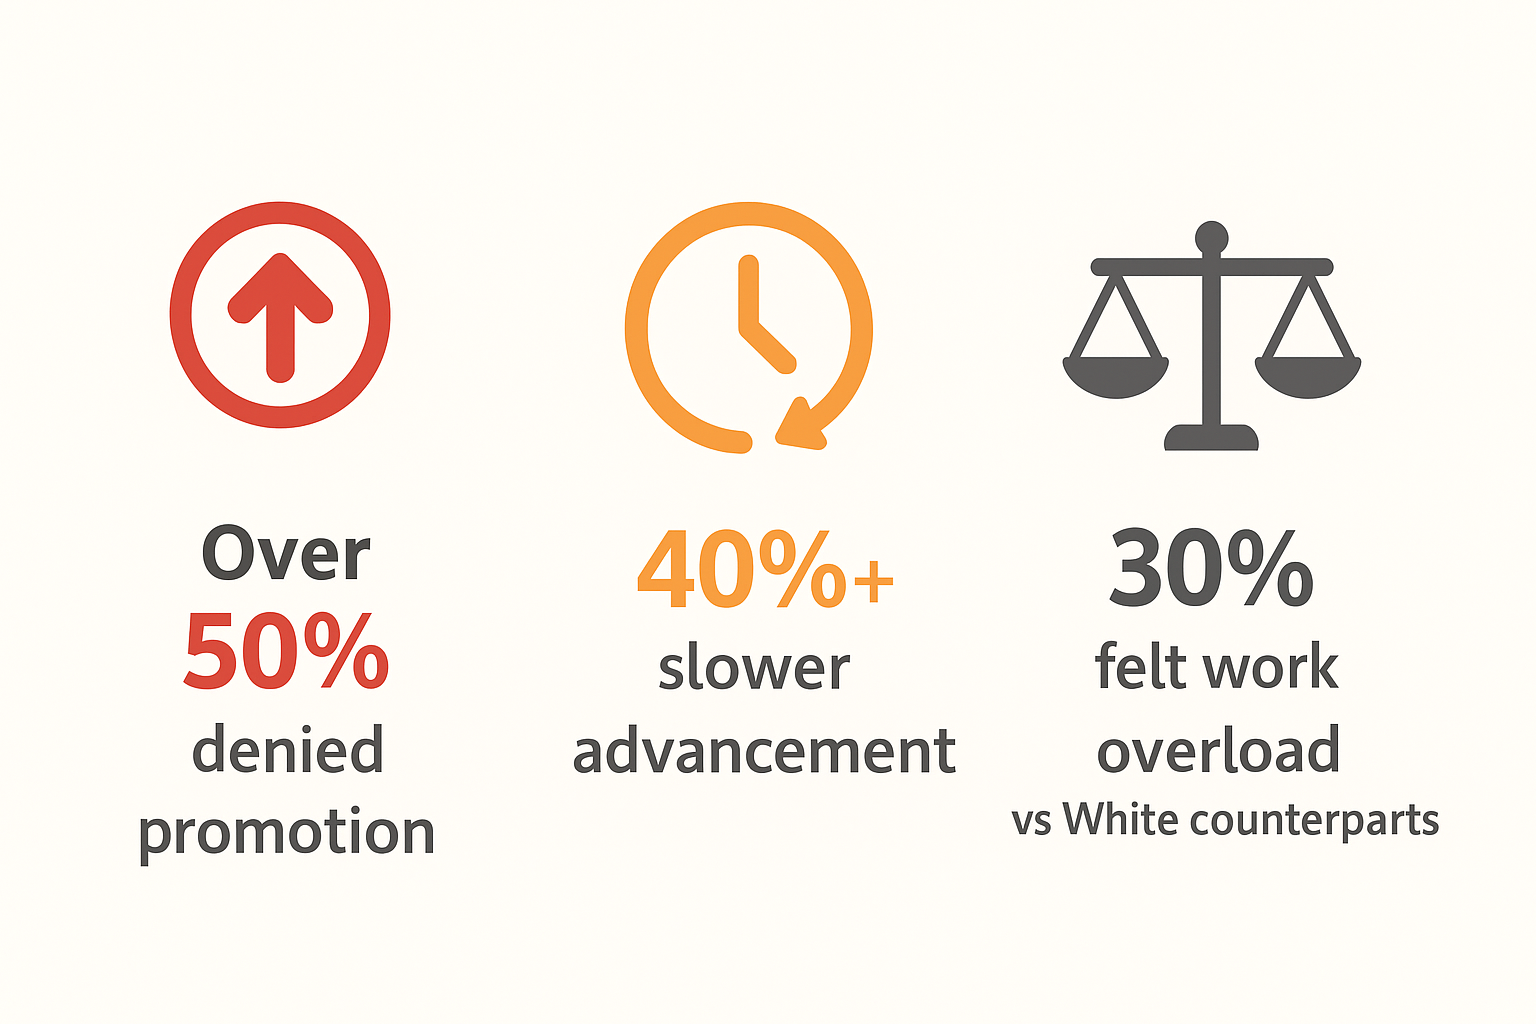 Over
50%
denied
promotion
40%+
slower
advancement
30%
felt work
overload
vs White counterparts